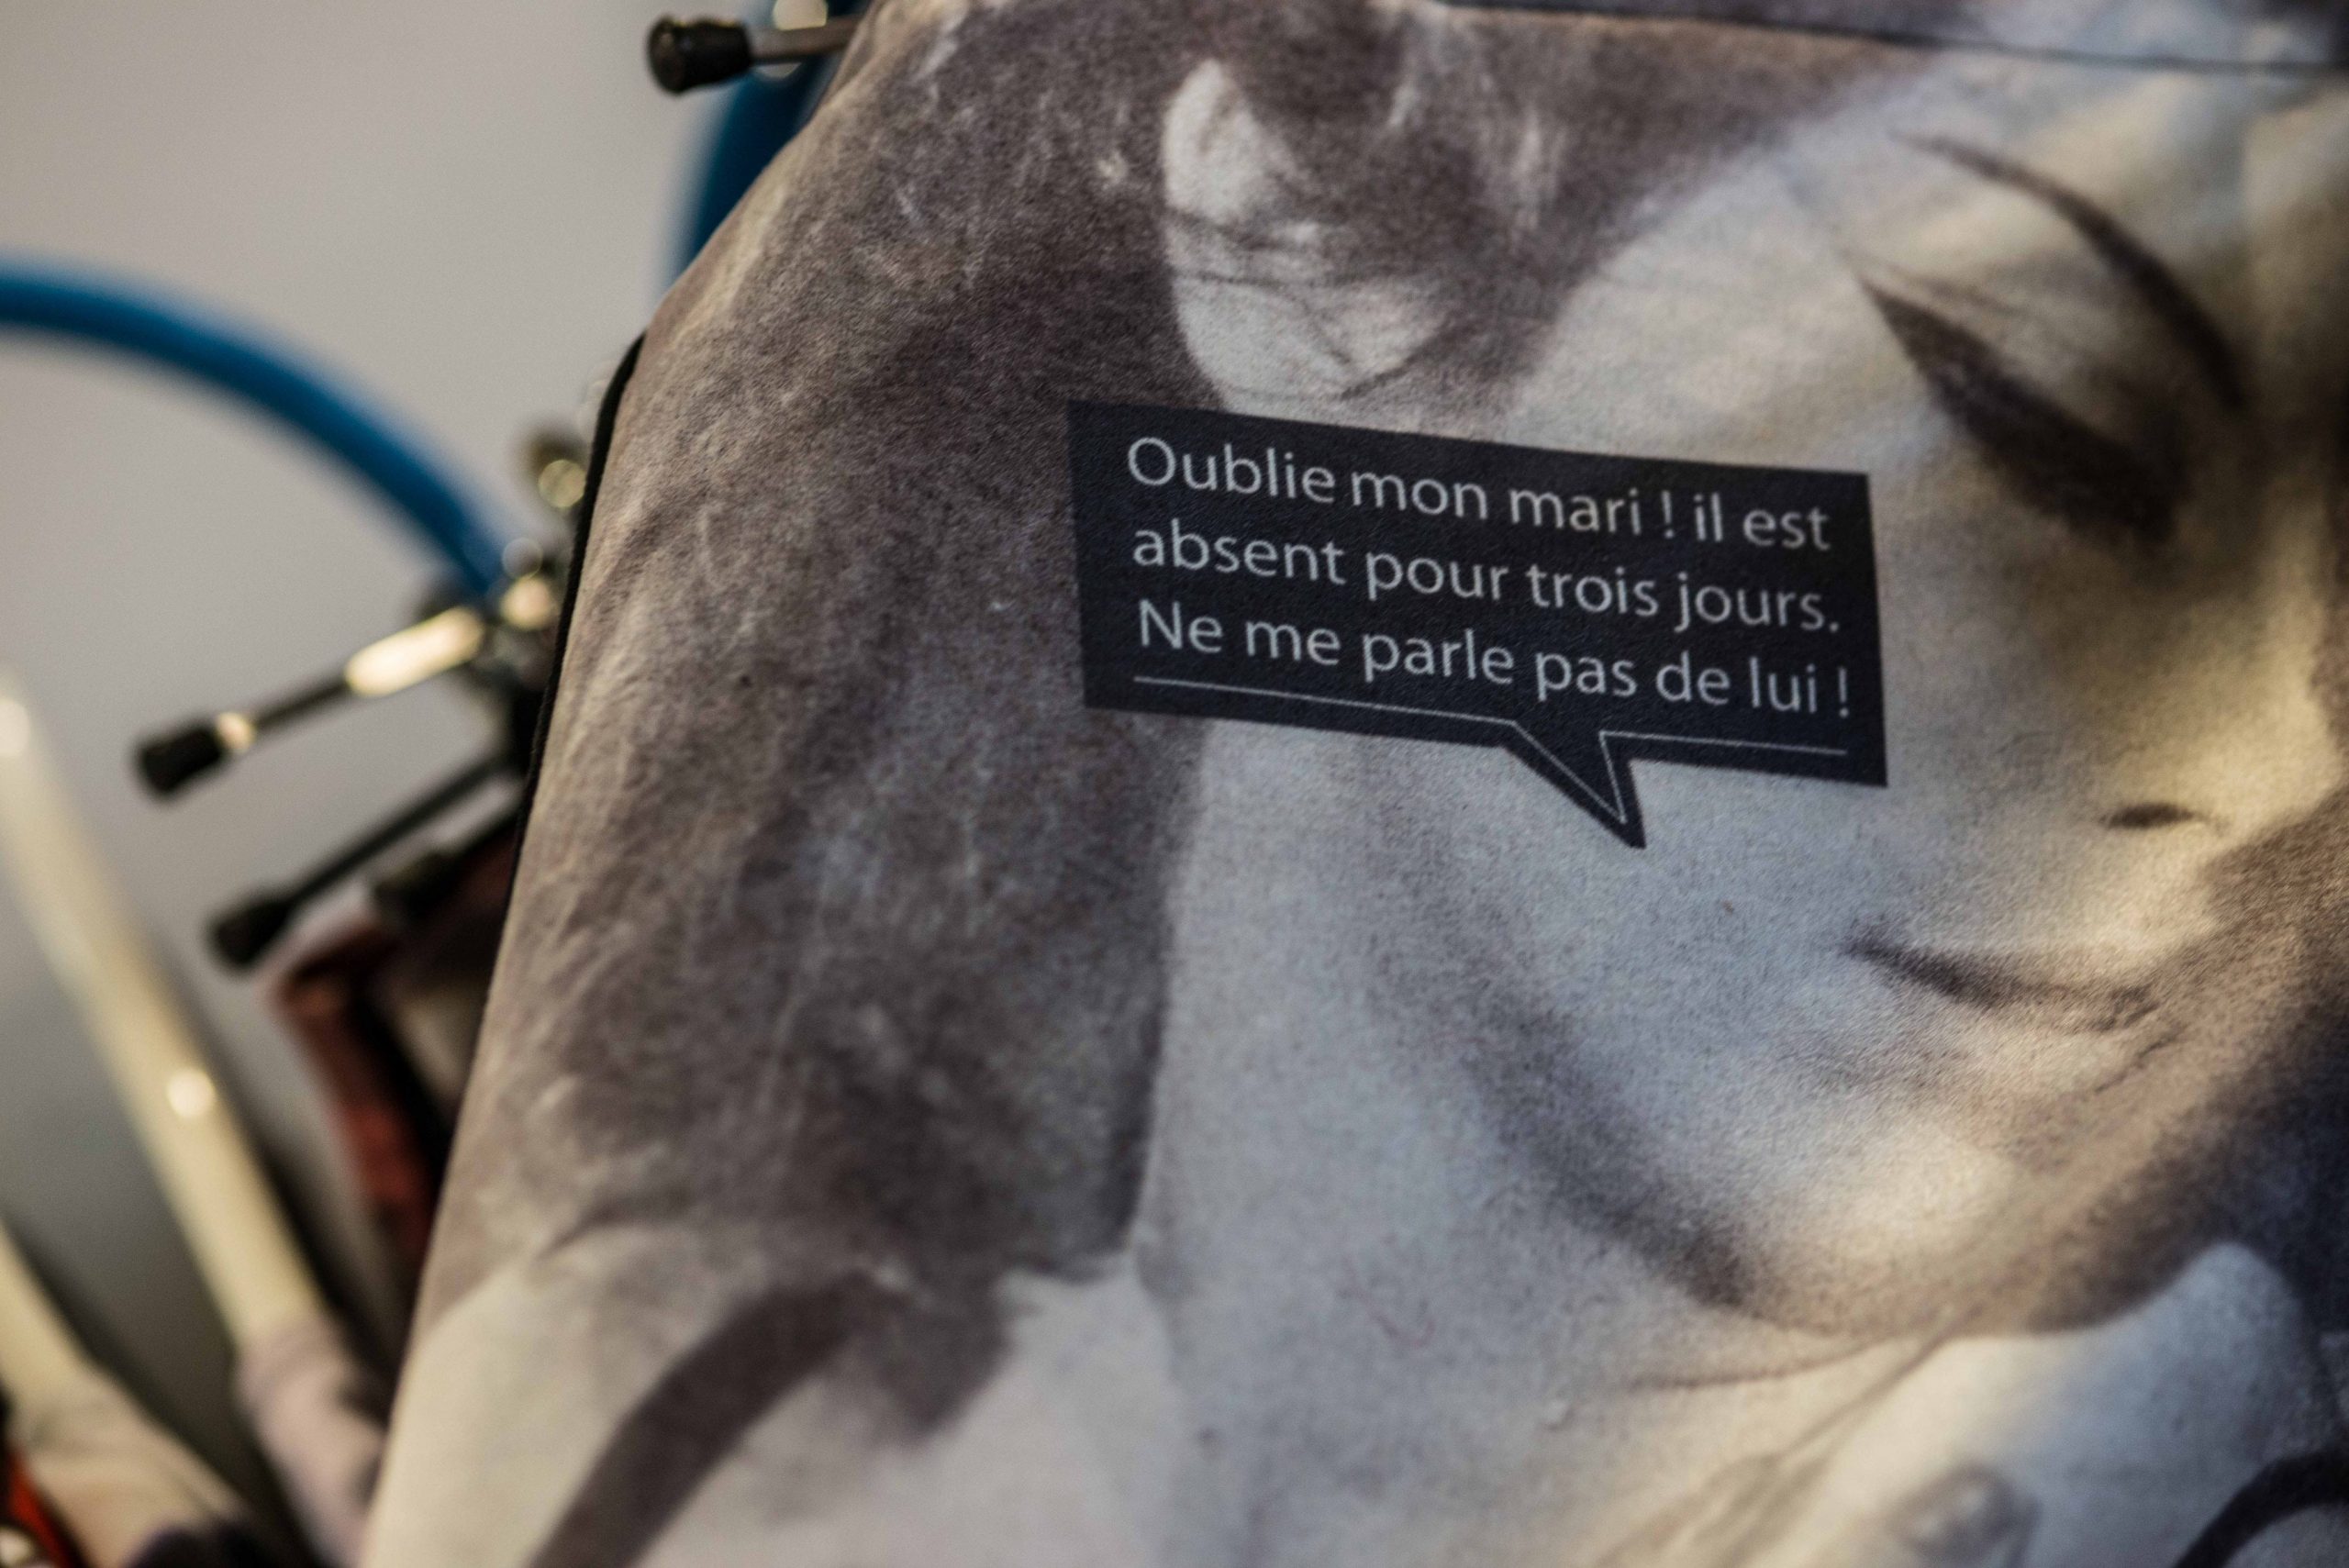 Oublie mon mari ! il est
absent pour trois jours.
Ne me parle pas de lui !